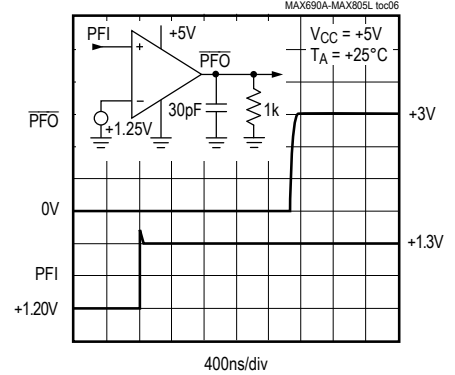 MAX690A-MAX805L toc06
PFI
+5V
VCC = +5V
TA = +25°C
PFO
+
−
30pF
1k
+1.25V
PFO
+3V
0V
+1.3V
PFI
+1.20V
400ns/div